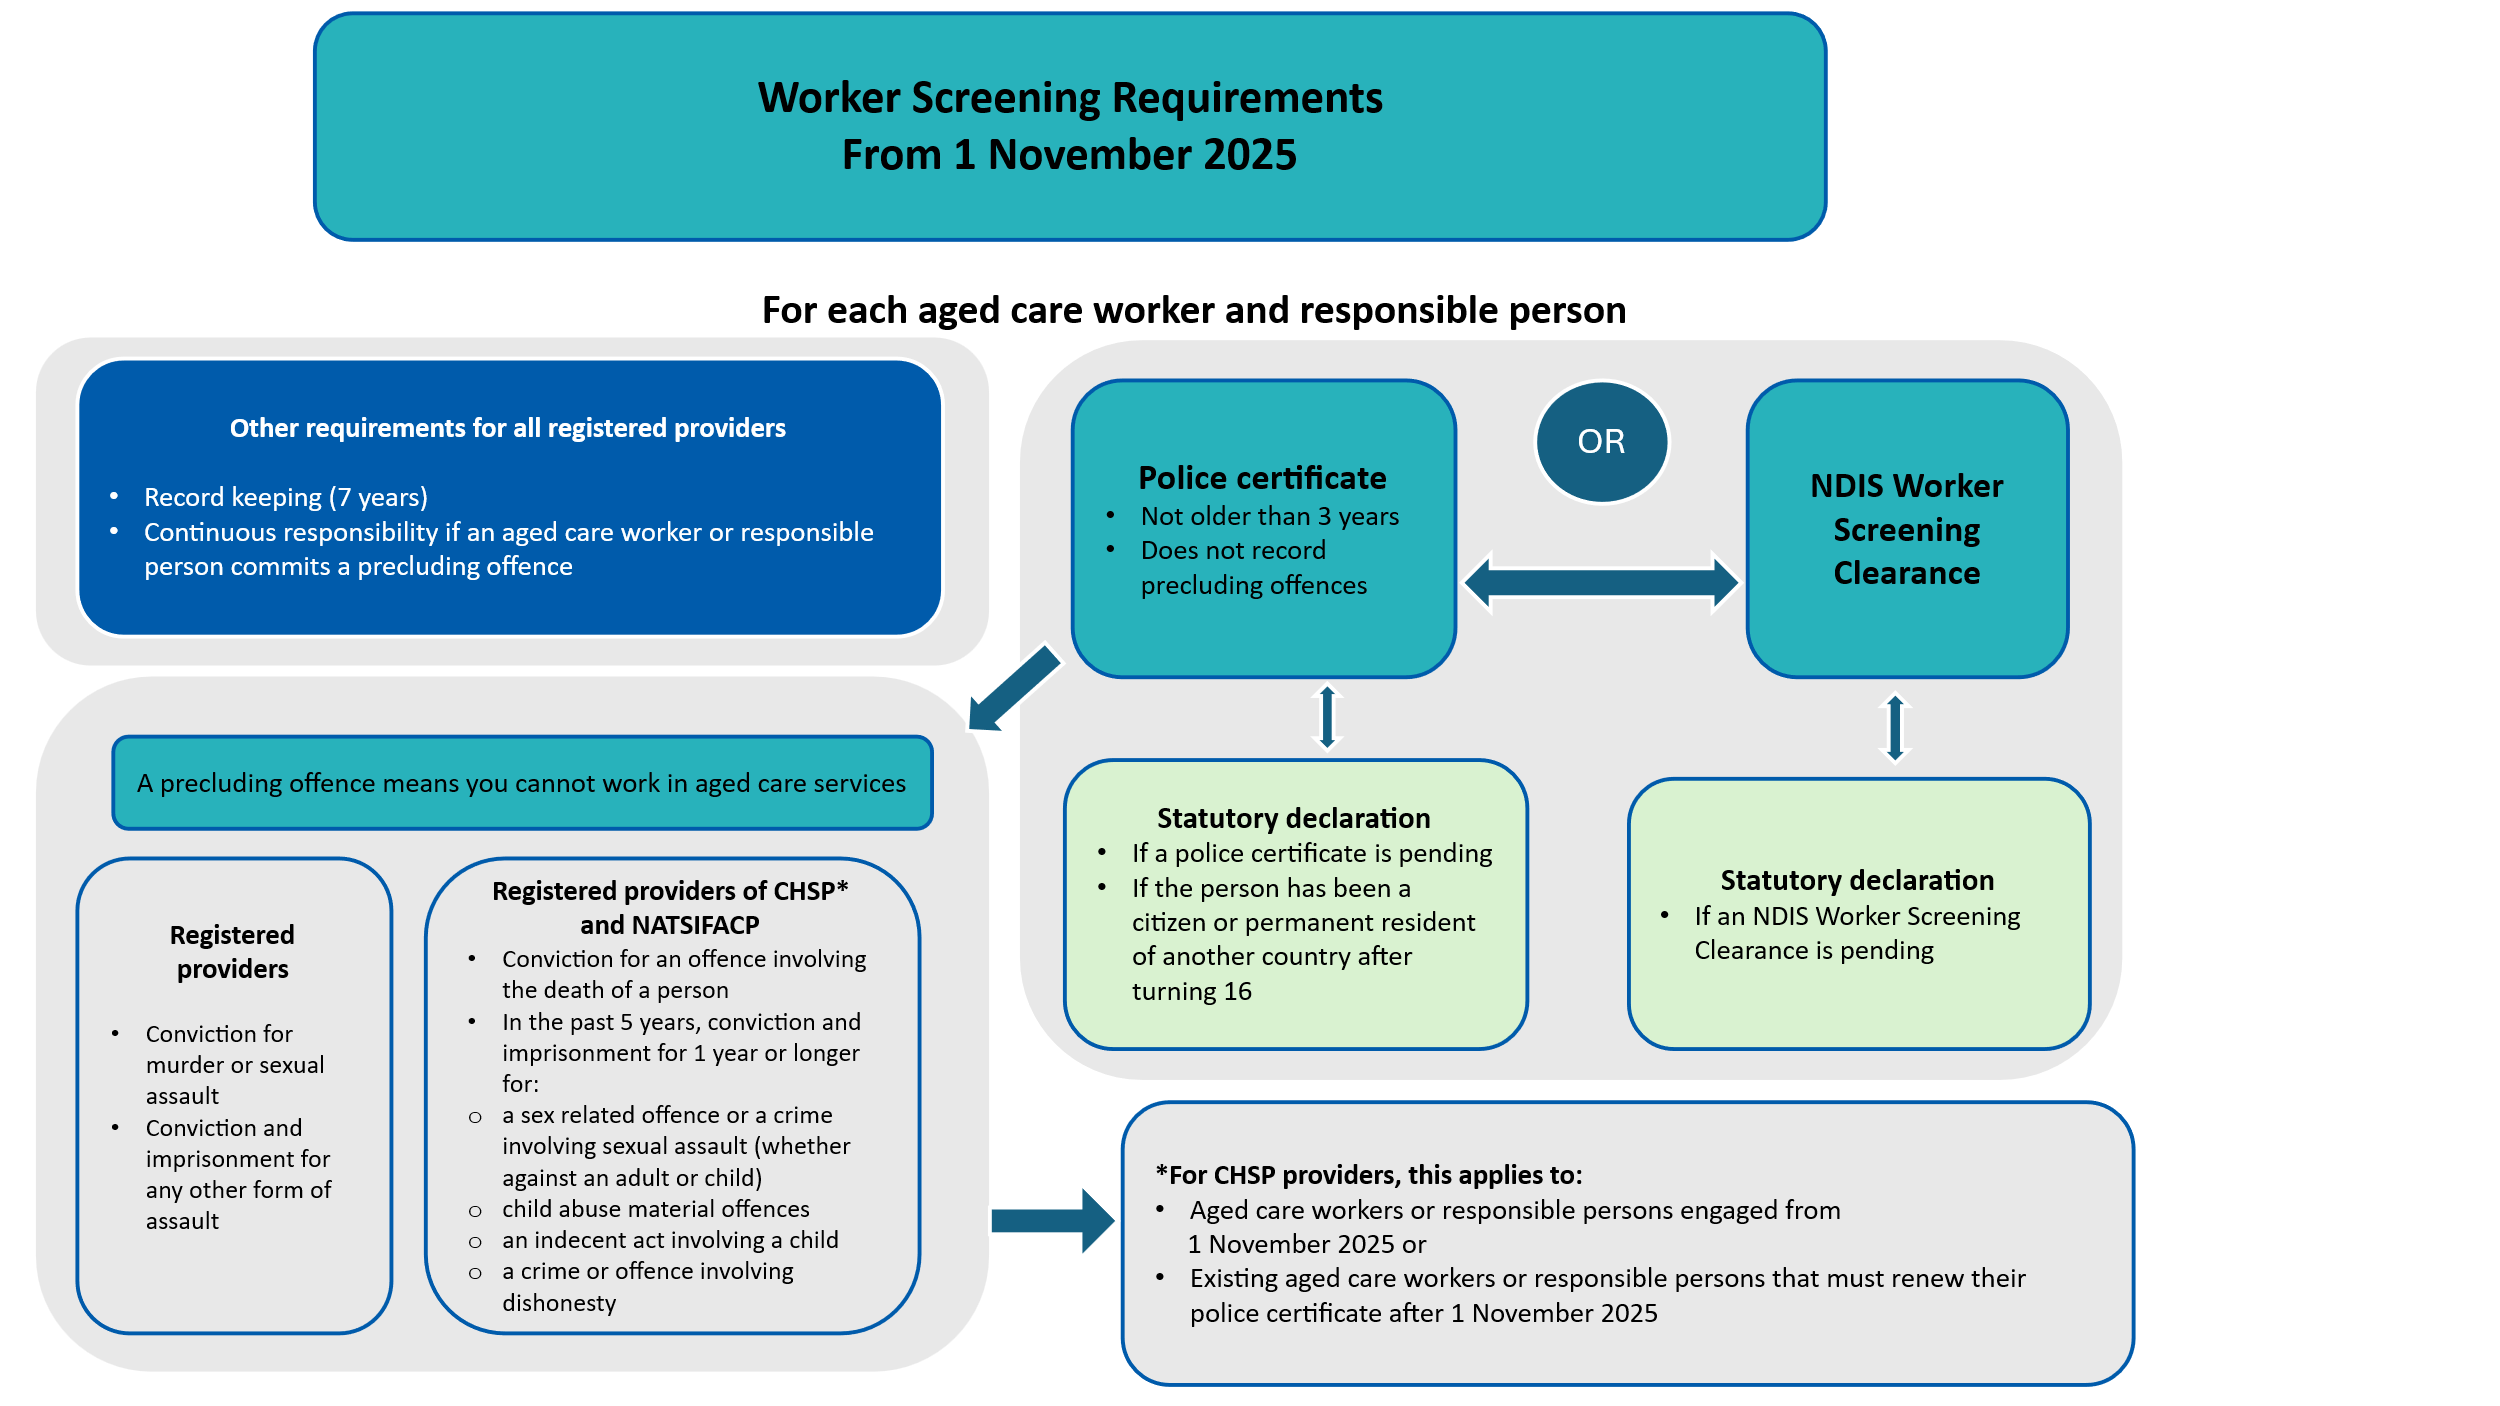 Worker Screening Requirements
From 1 November 2025
For each aged care worker and responsible person
Other requirements for all registered providers
• Record keeping (7 years)
• Continuous responsibility if an aged care worker or responsible
person commits a precluding offence
Police certificate
• Not older than 3 years
• Does not record
precluding offences
OR
NDIS Worker
Screening
Clearance
A precluding offence means you cannot work in aged care services
Registered
providers
• Conviction for
murder or sexual
assault
• Conviction and
imprisonment for
any other form of
assault
Registered providers of CHSP*
and NATSIFACP
• Conviction for an offence involving
the death of a person
• In the past 5 years, conviction and
imprisonment for 1 year or longer
for:
o a sex related offence or a crime
involving sexual assault (whether
against an adult or child)
o child abuse material offences
o an indecent act involving a child
o a crime or offence involving
dishonesty
Statutory declaration
• If a police certificate is pending
• If the person has been a
citizen or permanent resident
of another country after
turning 16
Statutory declaration
• If an NDIS Worker Screening
Clearance is pending
*For CHSP providers, this applies to:
• Aged care workers or responsible persons engaged from
1 November 2025 or
• Existing aged care workers or responsible persons that must renew their
police certificate after 1 November 2025